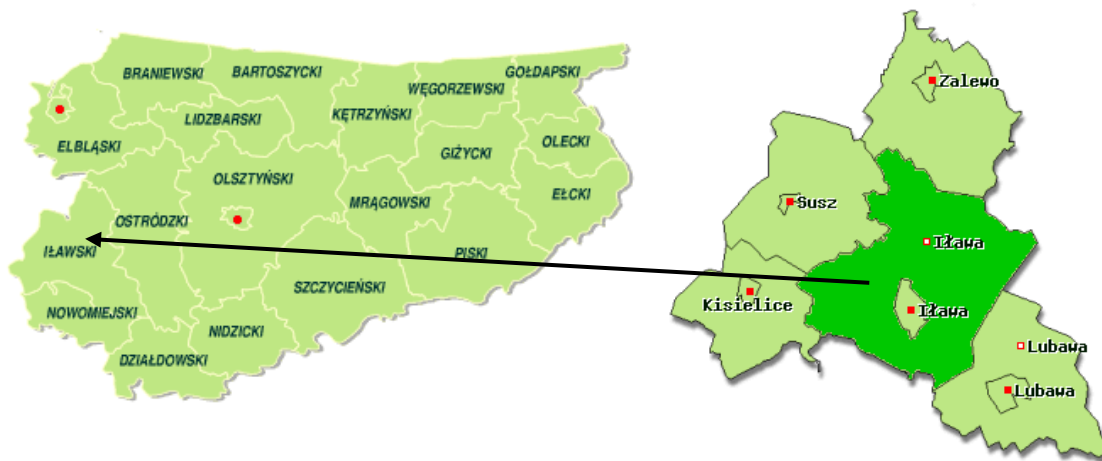 BRANIEWSKI
BARTOSZYCKI
GOŁDAPSKI
WĘGORZEWSKI
KĘTRZYŃSKI
LIDZBARSKI
ELBLĄSKI
GIŻYCKI
OLECKI
OLSZTYŃSKI
EŁCKI
MRĄGOWSKI
OSTRÓDZKI
IŁAWSKI
PISKI
SZCZYCIEŃSKI
NOWOMIEJSKI
NIDZICKI
DZIAŁDOWSKI
Zalewo
Susz
Iława
Kisielice
Iława
Lubawa
Lubawa